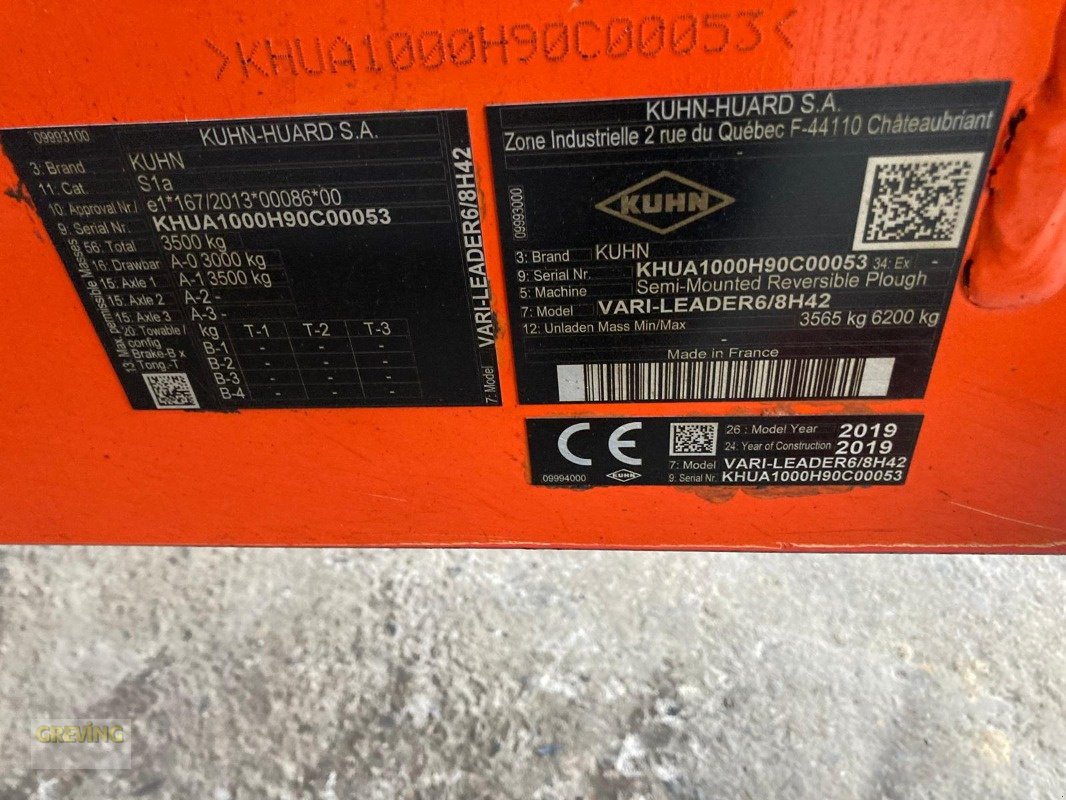 >KHUA1000H90C00053<
09993100 KUHN-HUARD S.A.
3: Brand KUHN
11: Cat. S1a
10: Approval Nr./ e1*167/2013*00086*00
9: Serial Nr. KHUA1000H90C00053
13: Max. permissible Masses
56: Total 3500 kg
16: Drawbar A-0 3000 kg
15: Axle 1 A-1 3500 kg
15: Axle 2 A-2 -
15: Axle 3 A-3 -
20: Towable / kg T-1 T-2 T-3
config B-1 - - -
Brake-B x B-2 - - -
Tong.-T B-3 - - -
B-4 - - -
7: Model VARI-LEADER6/8H42
KUHN-HUARD S.A.
Zone Industrielle 2 rue du Québec F-44110 Châteaubriant
09993000
KUHN
3: Brand KUHN
9: Serial Nr. KHUA1000H90C00053 34: Ex -
5: Machine Semi-Mounted Reversible Plough
7: Model VARI-LEADER6/8H42
12: Unladen Mass Min/Max 3565 kg 6200 kg
-
Made in France
CE
09994000
KUHN
26 : Model Year 2019
24: Year of Construction 2019
7: Model VARI-LEADER6/8H42
9: Serial Nr. KHUA1000H90C00053
GREVING